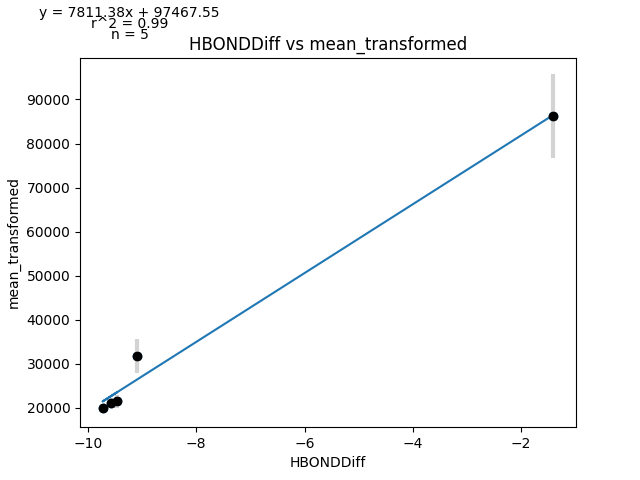 y = 7811.38x + 97467.55
r^2 = 0.99
n = 5
HBONDDiff vs mean_transformed
mean_transformed
90000
80000
70000
60000
50000
40000
30000
20000
−10
−8
−6
−4
−2
HBONDDiff